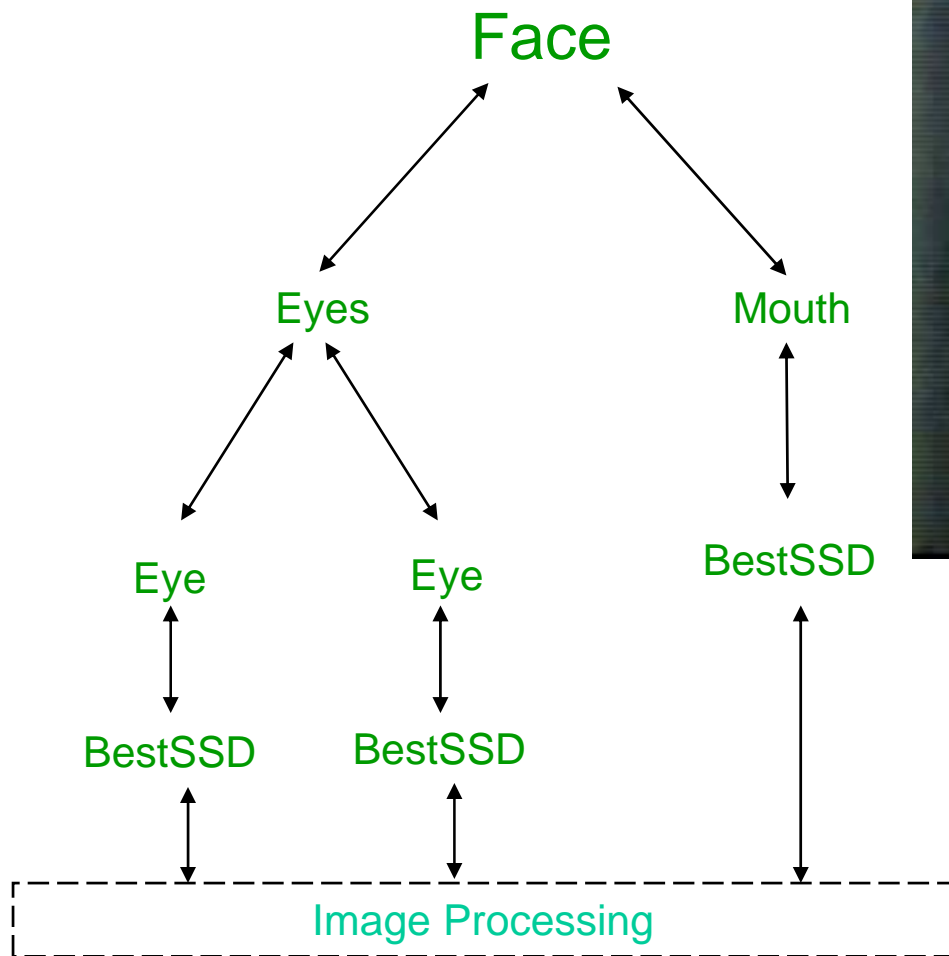 Face
Eyes
Mouth
Eye
Eye
BestSSD
BestSSD
BestSSD
Image Processing